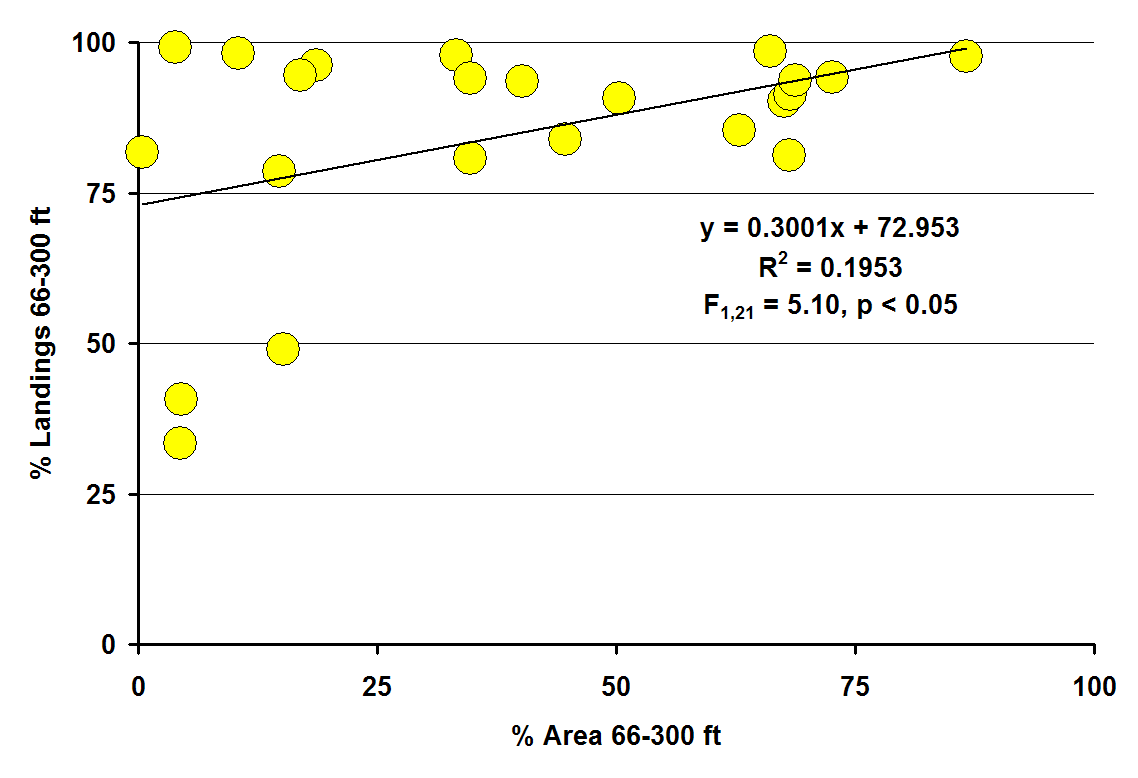 100
75
50
25
0
% Landings 66-300 ft
y = 0.3001x + 72.953
R² = 0.1953
F₁,₂₁ = 5.10, p < 0.05
0 25 50 75 100
% Area 66-300 ft